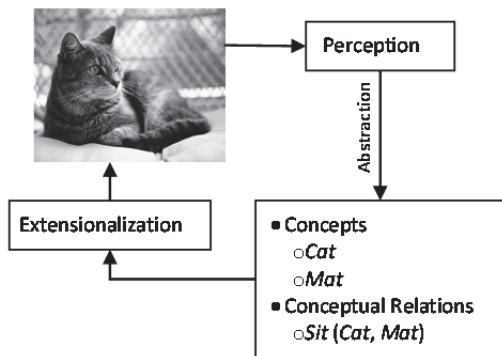 Perception
Abstraction
Extensionalization
▪ Concepts
○Cat
○Mat
▪ Conceptual Relations
○Sit (Cat, Mat)